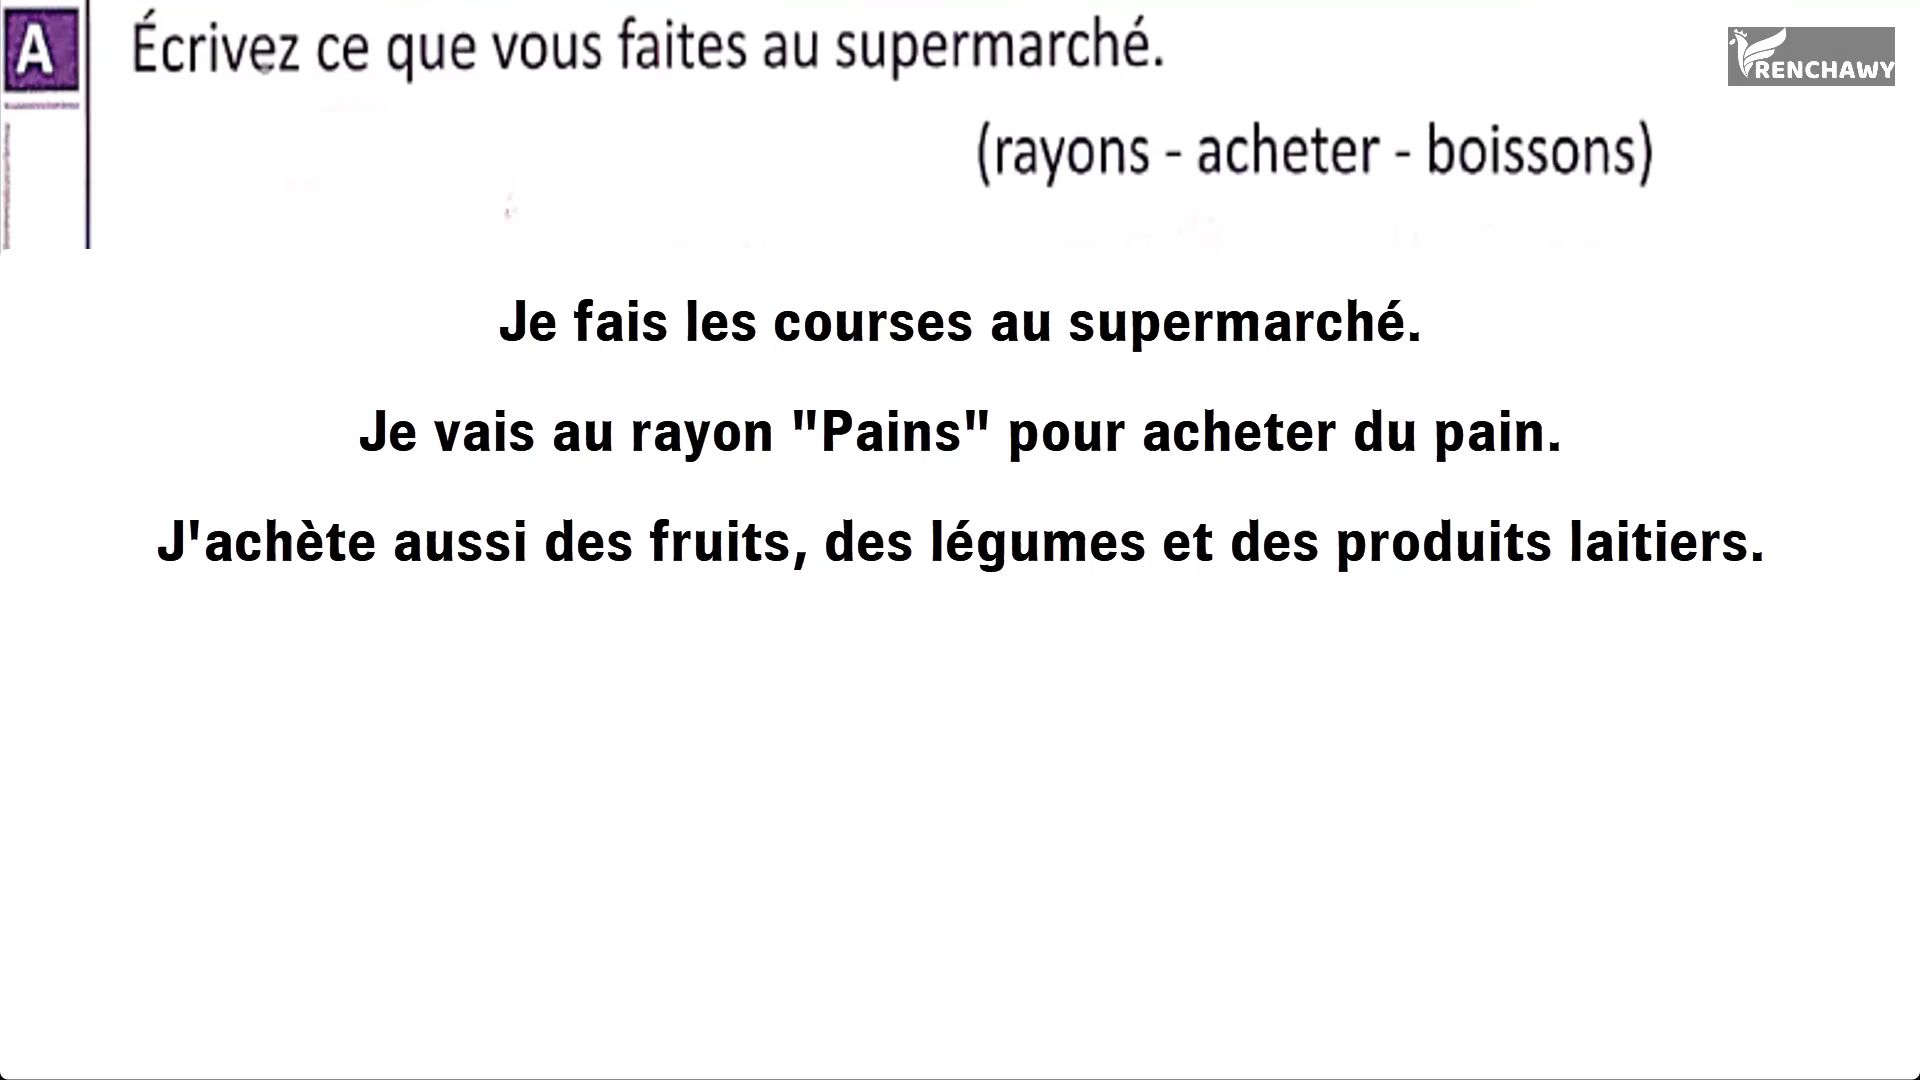 A Écrivez ce que vous faites au supermarché.
RENCHAWY
(rayons - acheter - boissons)
Je fais les courses au supermarché.
Je vais au rayon "Pains" pour acheter du pain.
J'achète aussi des fruits, des légumes et des produits laitiers.